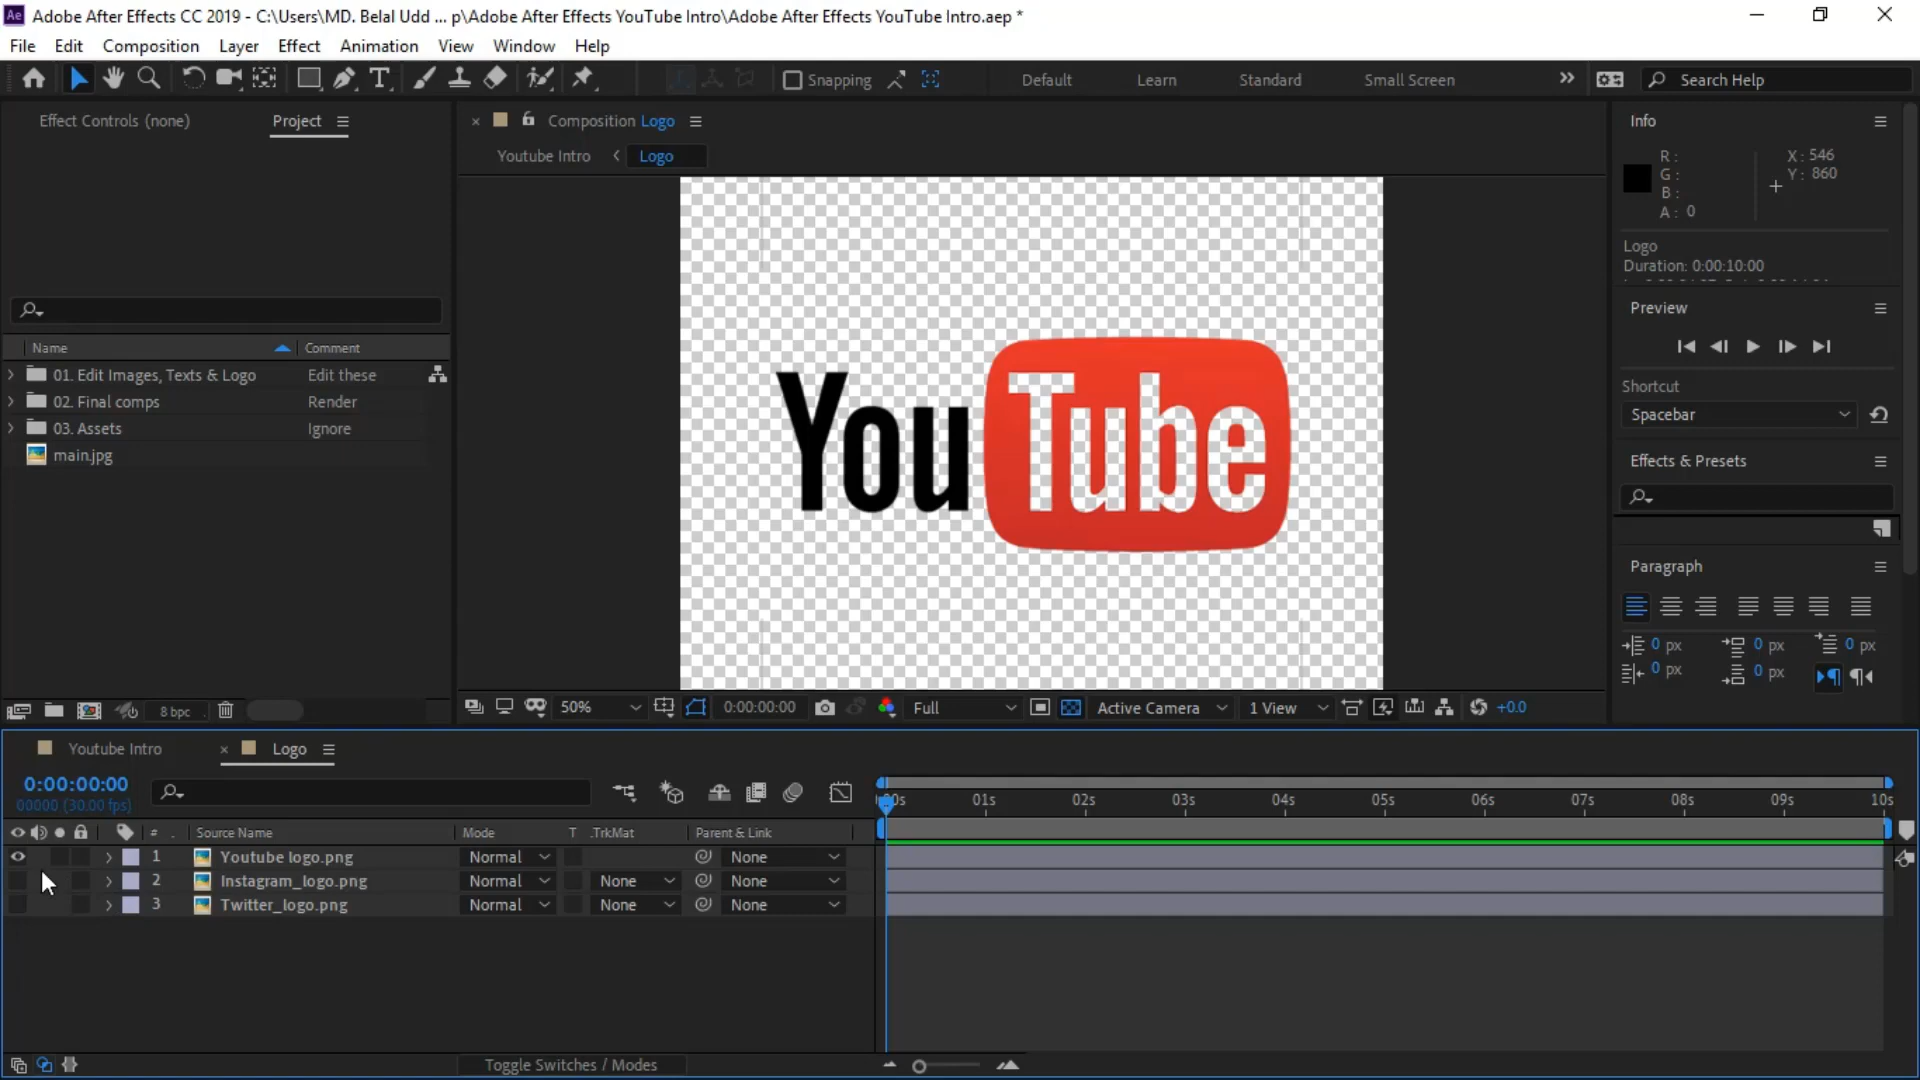 Ae Adobe After Effects CC 2019 - C:\Users\MD. Belal Udd ... p\Adobe After Effects YouTube Intro\Adobe After Effects YouTube Intro.aep *
File Edit Composition Layer Effect Animation View Window Help
Snapping Default Learn Standard Small Screen Search Help
Effect Controls (none) Project
Composition Logo
Youtube Intro Logo
Name Comment
01. Edit Images, Texts & Logo Edit these
02. Final comps Render
03. Assets Ignore
main.jpg
8 bpc
You Tube
50% 0:00:00:00 Full Active Camera 1 View +0.0
Info
R :
G :
B :
A : 0
X : 546
Y : 860
Logo
Duration: 0:00:10:00
Preview
Shortcut
Spacebar
Effects & Presets
Paragraph
0 px 0 px 0 px
0 px 0 px
Youtube Intro Logo
0:00:00:00
00000 (30.00 fps)
01s 02s 03s 04s 05s 06s 07s 08s 09s 10s
# Source Name Mode T .TrkMat Parent & Link
1 Youtube logo.png Normal None
2 Instagram_logo.png Normal None None
3 Twitter_logo.png Normal None None
Toggle Switches / Modes